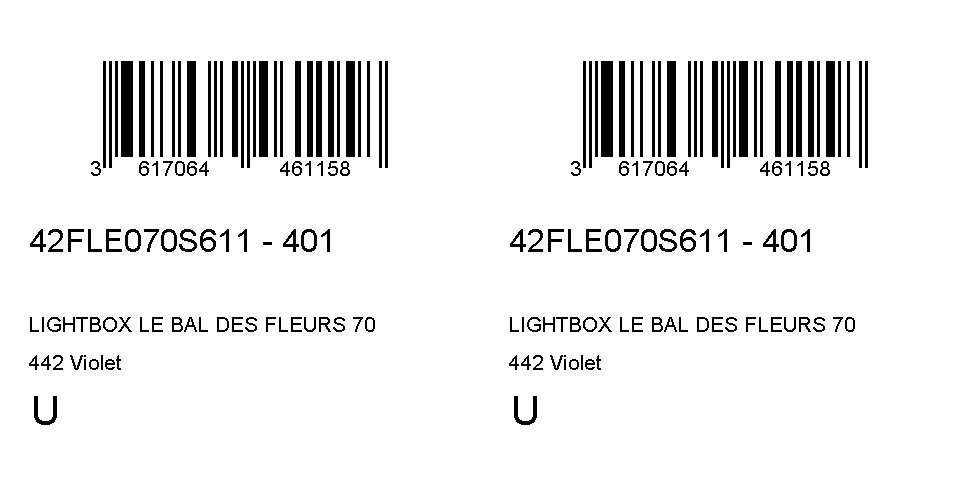 3 617064 461158
42FLE070S611 - 401
LIGHTBOX LE BAL DES FLEURS 70
442 Violet
U
3 617064 461158
42FLE070S611 - 401
LIGHTBOX LE BAL DES FLEURS 70
442 Violet
U